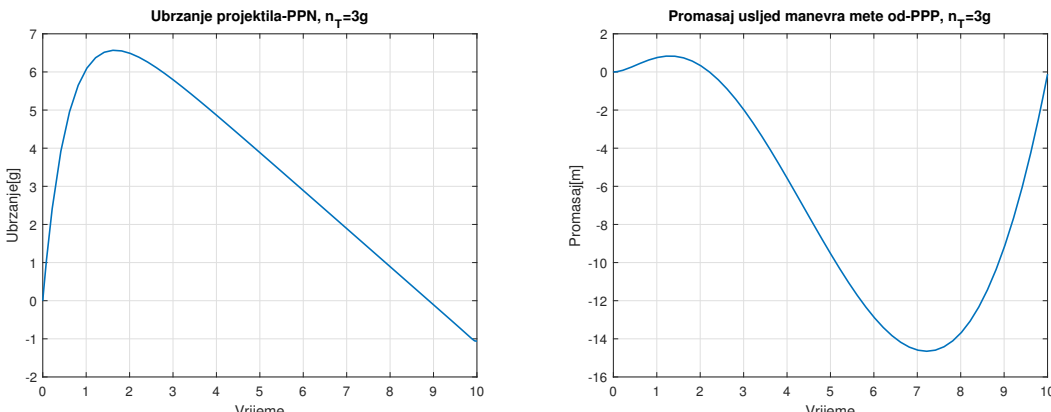 Ubrzanje projektila-PPN, n_T=3g
Ubrzanje[g]
7
6
5
4
3
2
1
0
-1
-2
0 1 2 3 4 5 6 7 8 9 10
Vrijeme
Promasaj usljed manevra mete od-PPP, n_T=3g
Promasaj[m]
2
0
-2
-4
-6
-8
-10
-12
-14
-16
0 1 2 3 4 5 6 7 8 9 10
Vrijeme